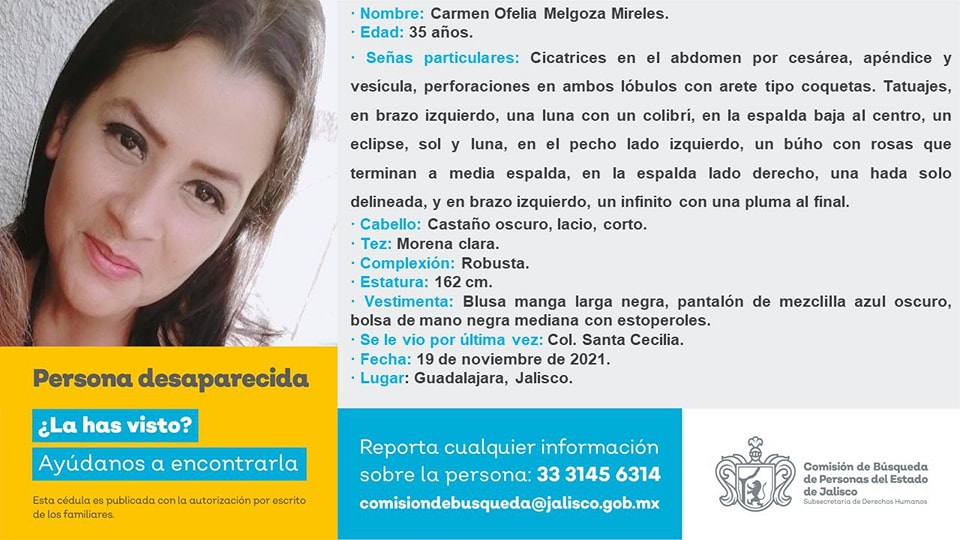 · Nombre: Carmen Ofelia Melgoza Mireles.
· Edad: 35 años.
· Señas particulares: Cicatrices en el abdomen por cesárea, apéndice y
vesícula, perforaciones en ambos lóbulos con arete tipo coquetas. Tatuajes,
en brazo izquierdo, una luna con un colibrí, en la espalda baja al centro, un
eclipse, sol y luna, en el pecho lado izquierdo, un búho con rosas que
terminan a media espalda, en la espalda lado derecho, una hada solo
delineada, y en brazo izquierdo, un infinito con una pluma al final.
· Cabello: Castaño oscuro, lacio, corto.
· Tez: Morena clara.
· Complexión: Robusta.
· Estatura: 162 cm.
· Vestimenta: Blusa manga larga negra, pantalón de mezclilla azul oscuro,
bolsa de mano negra mediana con estoperoles.
· Se le vio por última vez: Col. Santa Cecilia.
· Fecha: 19 de noviembre de 2021.
· Lugar: Guadalajara, Jalisco.
Persona desaparecida
¿La has visto?
Ayúdanos a encontrarla
Esta cédula es publicada con la autorización por escrito
de los familiares.
Reporta cualquier información
sobre la persona: 33 3145 6314
comisiondebusqueda@jalisco.gob.mx
Comisión de Búsqueda
de Personas del Estado
de Jalisco
Subsecretaría de Derechos Humanos